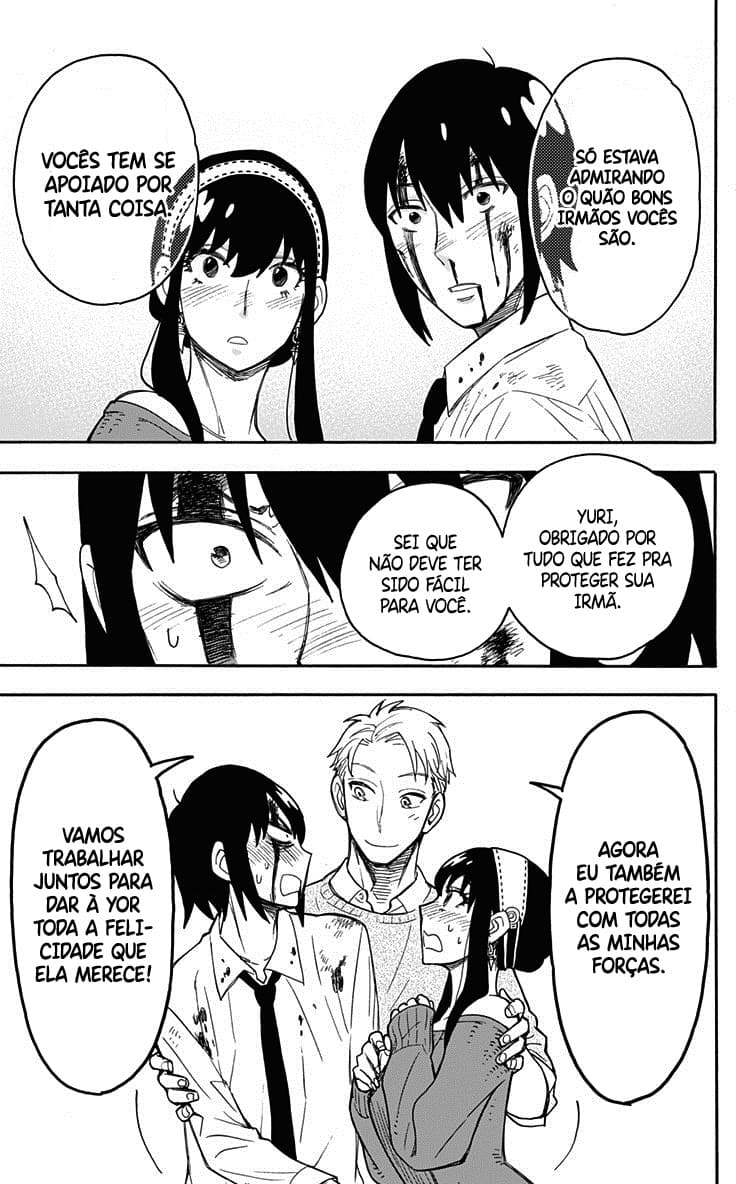 SÓ ESTAVA
ADMIRANDO
O QUÃO BONS
IRMÃOS VOCÊS
SÃO.
VOCÊS TEM SE
APOIADO POR
TANTA COISA.
YURI,
OBRIGADO POR
TUDO QUE FEZ PRA
PROTEGER SUA
IRMÃ.
SEI QUE
NÃO DEVE TER
SIDO FÁCIL
PARA VOCÊ.
AGORA
EU TAMBÉM
A PROTEGEREI
COM TODAS
AS MINHAS
FORÇAS.
VAMOS
TRABALHAR
JUNTOS PARA
DAR À YOR
TODA A FELI-
CIDADE QUE
ELA MERECE!